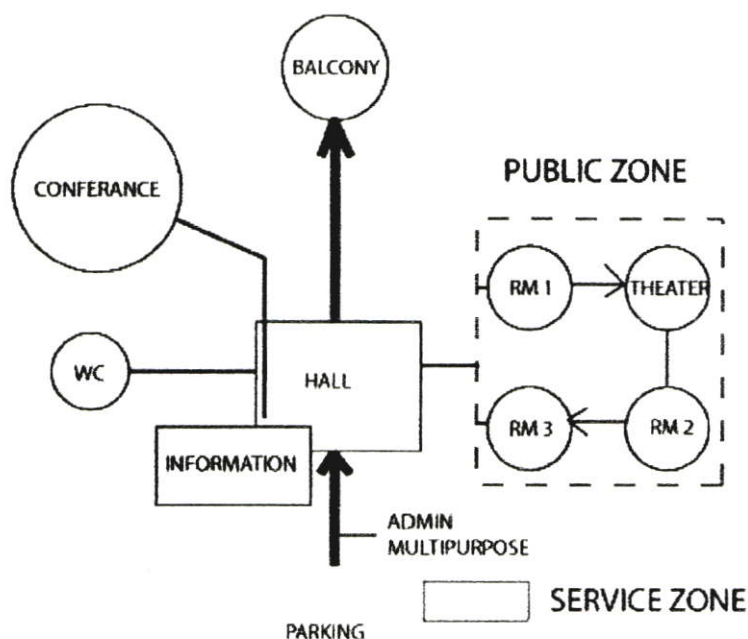 BALCONY
CONFERANCE
PUBLIC ZONE
RM 1
THEATER
WC
HALL
RM 3
RM 2
INFORMATION
ADMIN
MULTIPURPOSE
SERVICE ZONE
PARKING